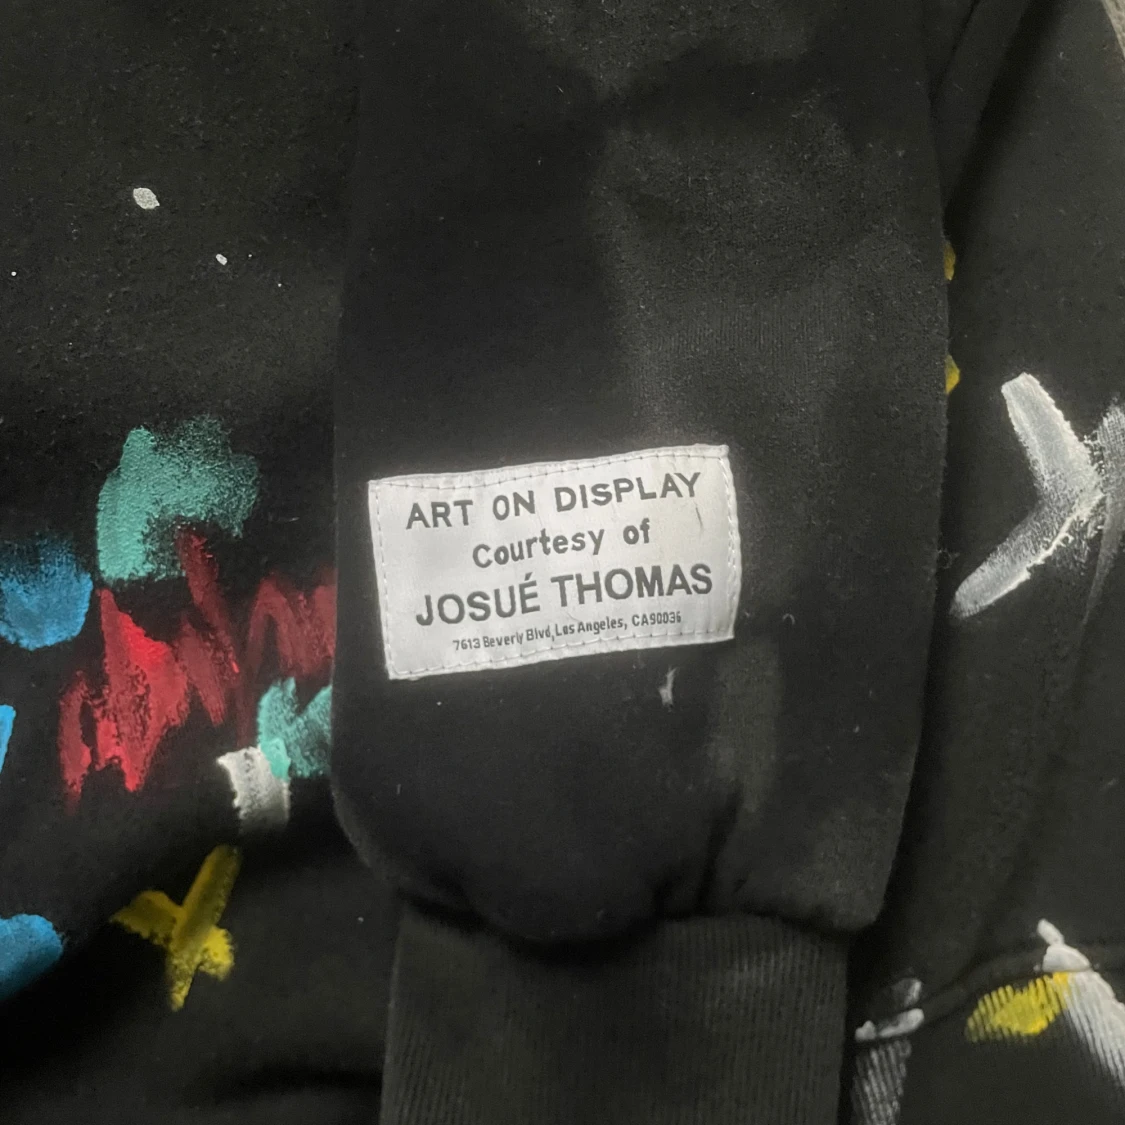 ART ON DISPLAY
Courtesy of
JOSUÉ THOMAS
7613 Beverly Blvd, Los Angeles, CA90036